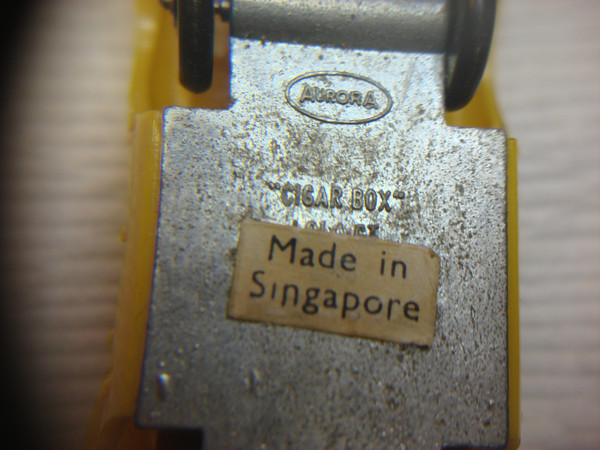 AURORA
"CIGAR BOX"
Made in
Singapore